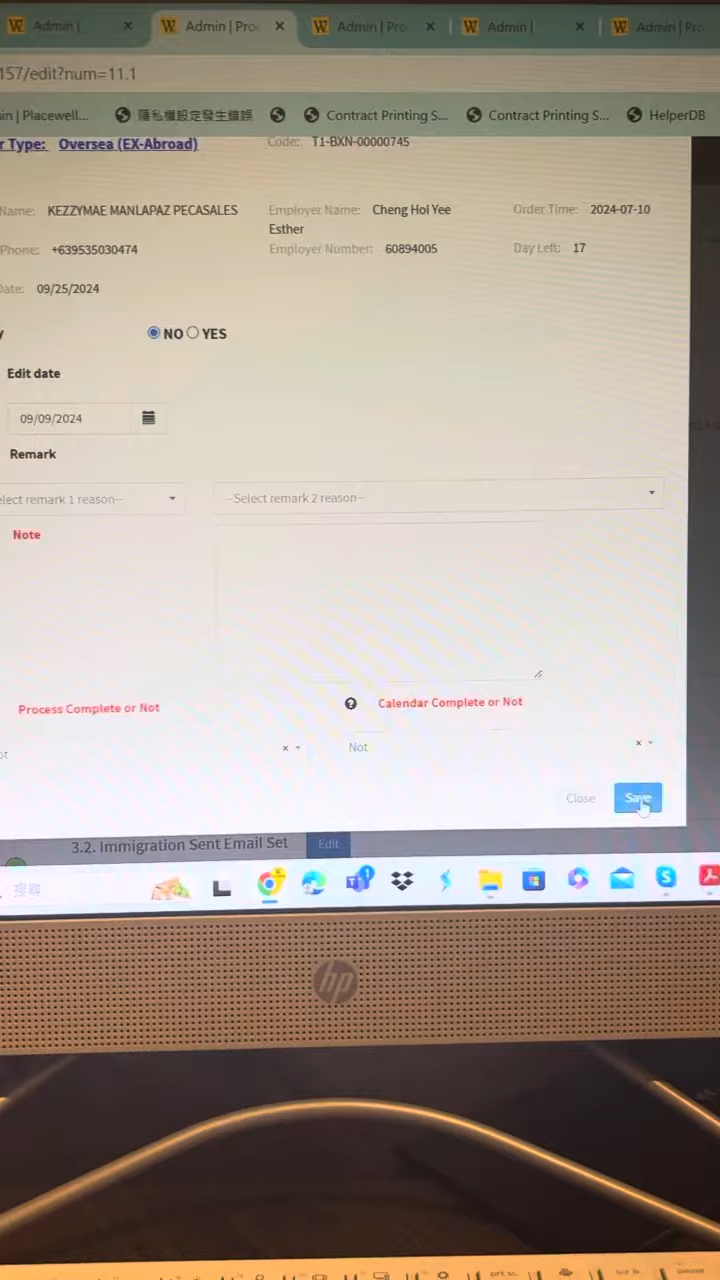 Admin |
Admin | Pro
Admin | Pro
Admin |
Admin | Pro
157/edit?num=11.1
in | Placewell...
隱私權設定發生錯誤
Contract Printing S...
Contract Printing S...
HelperDB
r Type: Oversea (EX-Abroad)
Code: T1-BXN-00000745
Name: KEZZYMAE MANLAPAZ PECASALES
Employer Name: Cheng Hol Yee
Esther
Order Time: 2024-07-10
Phone: +639535030474
Employer Number: 60894005
Day Left: 17
Date: 09/25/2024
NO YES
Edit date
09/09/2024
Remark
elect remark 1 reason--
--Select remark 2 reason--
Note
Process Complete or Not
Calendar Complete or Not
ot
Not
Close
Save
3.2. Immigration Sent Email Set
Edit
搜尋
hp